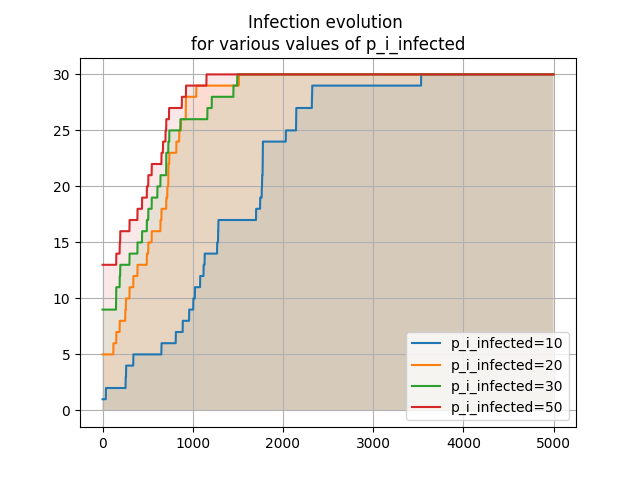 Infection evolution
for various values of p_i_infected
30
25
20
15
10
5
0
0 1000 2000 3000 4000 5000
p_i_infected=10
p_i_infected=20
p_i_infected=30
p_i_infected=50